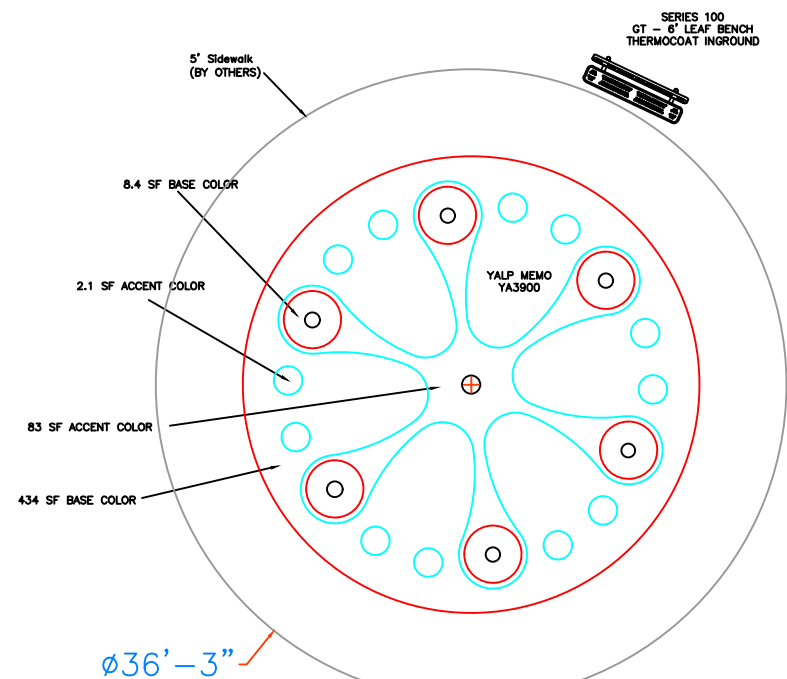 SERIES 100
GT - 6' LEAF BENCH
THERMOCOAT INGROUND
5' Sidewalk
(BY OTHERS)
8.4 SF BASE COLOR
YALP MEMO
YA3900
2.1 SF ACCENT COLOR
83 SF ACCENT COLOR
434 SF BASE COLOR
Ø36'-3"